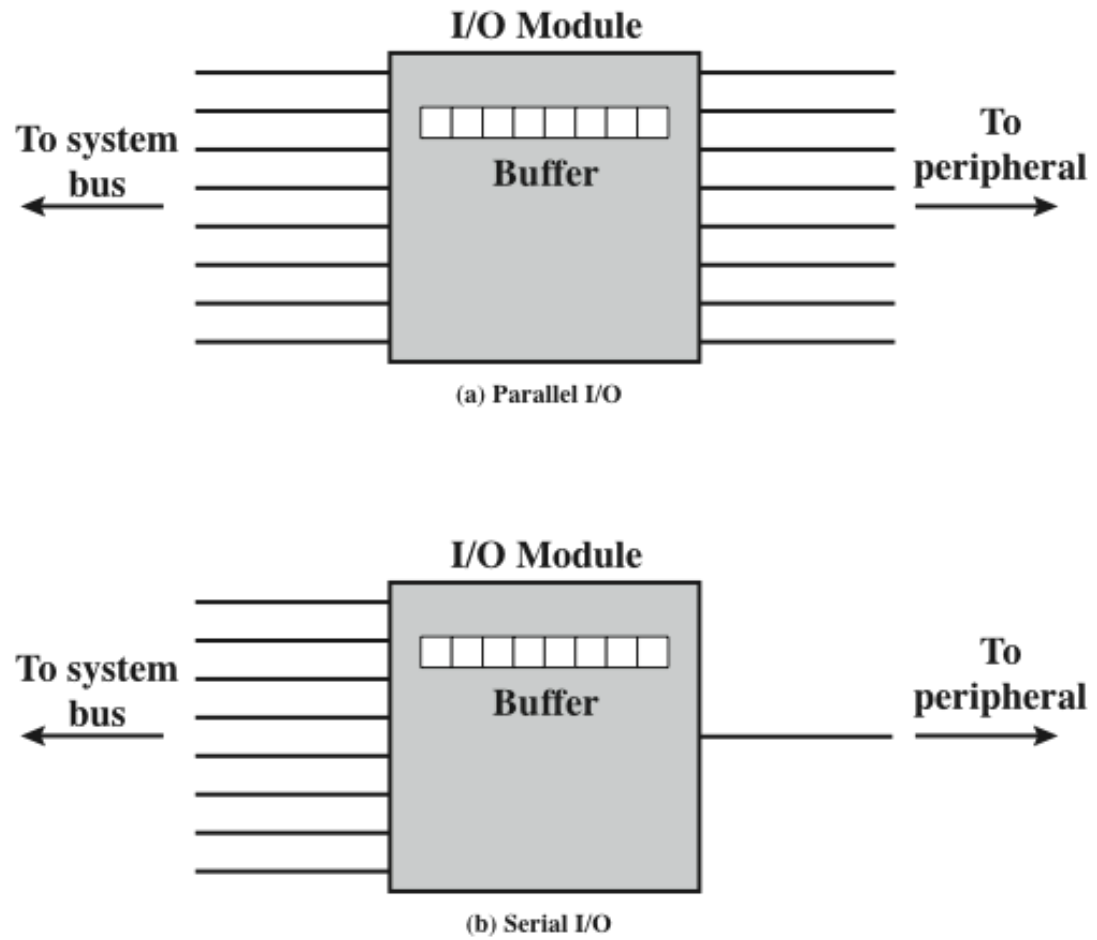 I/O Module
To system
bus
Buffer
To
peripheral
(a) Parallel I/O
I/O Module
To system
bus
Buffer
To
peripheral
(b) Serial I/O